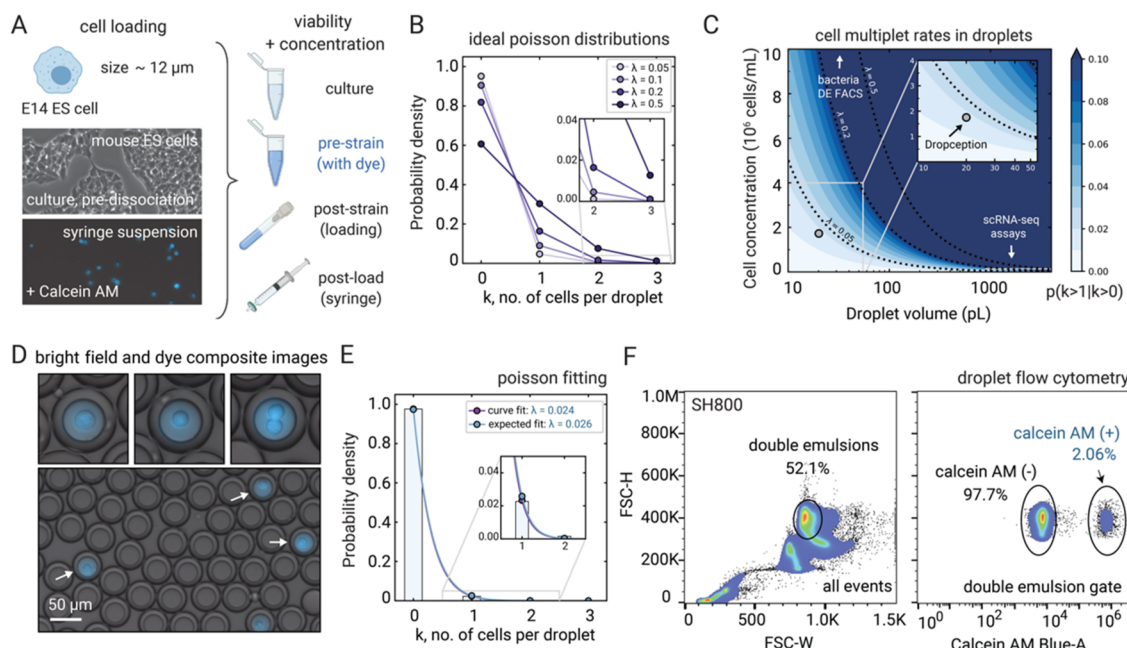 A
cell loading
size ~ 12 μm
E14 ES cell
mouse ES cells
culture, pre-dissociation
syringe suspension
+ Calcein AM
viability
+ concentration
culture
pre-strain
(with dye)
post-strain
(loading)
post-load
(syringe)
B
ideal poisson distributions
Probability density
1.0
0.8
0.6
0.4
0.2
0
λ = 0.05
λ = 0.1
λ = 0.2
λ = 0.5
0.04
0.02
0.00
2
3
0
1
2
3
k, no. of cells per droplet
C
cell multiplet rates in droplets
Cell concentration (10⁶ cells/mL)
10
8
6
4
2
0
bacteria
DE FACS
λ = 0.5
λ = 0.2
λ = 0.05
4
3
2
1
Dropception
10
20
30
40
50
scRNA-seq
assays
10
100
1000
Droplet volume (pL)
0.10
0.08
0.06
0.04
0.02
0.00
p(k>1|k>0)
D
bright field and dye composite images
50 μm
E
poisson fitting
Probability density
1.0
0.8
0.6
0.4
0.2
0
curve fit: λ = 0.024
expected fit: λ = 0.026
0.04
0.02
0.00
1
2
0
1
2
3
k, no. of cells per droplet
F
droplet flow cytometry
FSC-H
1.0M
800K
600K
400K
200K
0
SH800
double emulsions
52.1%
all events
0
500
1.0K
1.5K
FSC-W
calcein AM (+)
2.06%
calcein AM (-)
97.7%
double emulsion gate
10⁰
10²
10⁴
10⁶
Calcein AM Blue-A